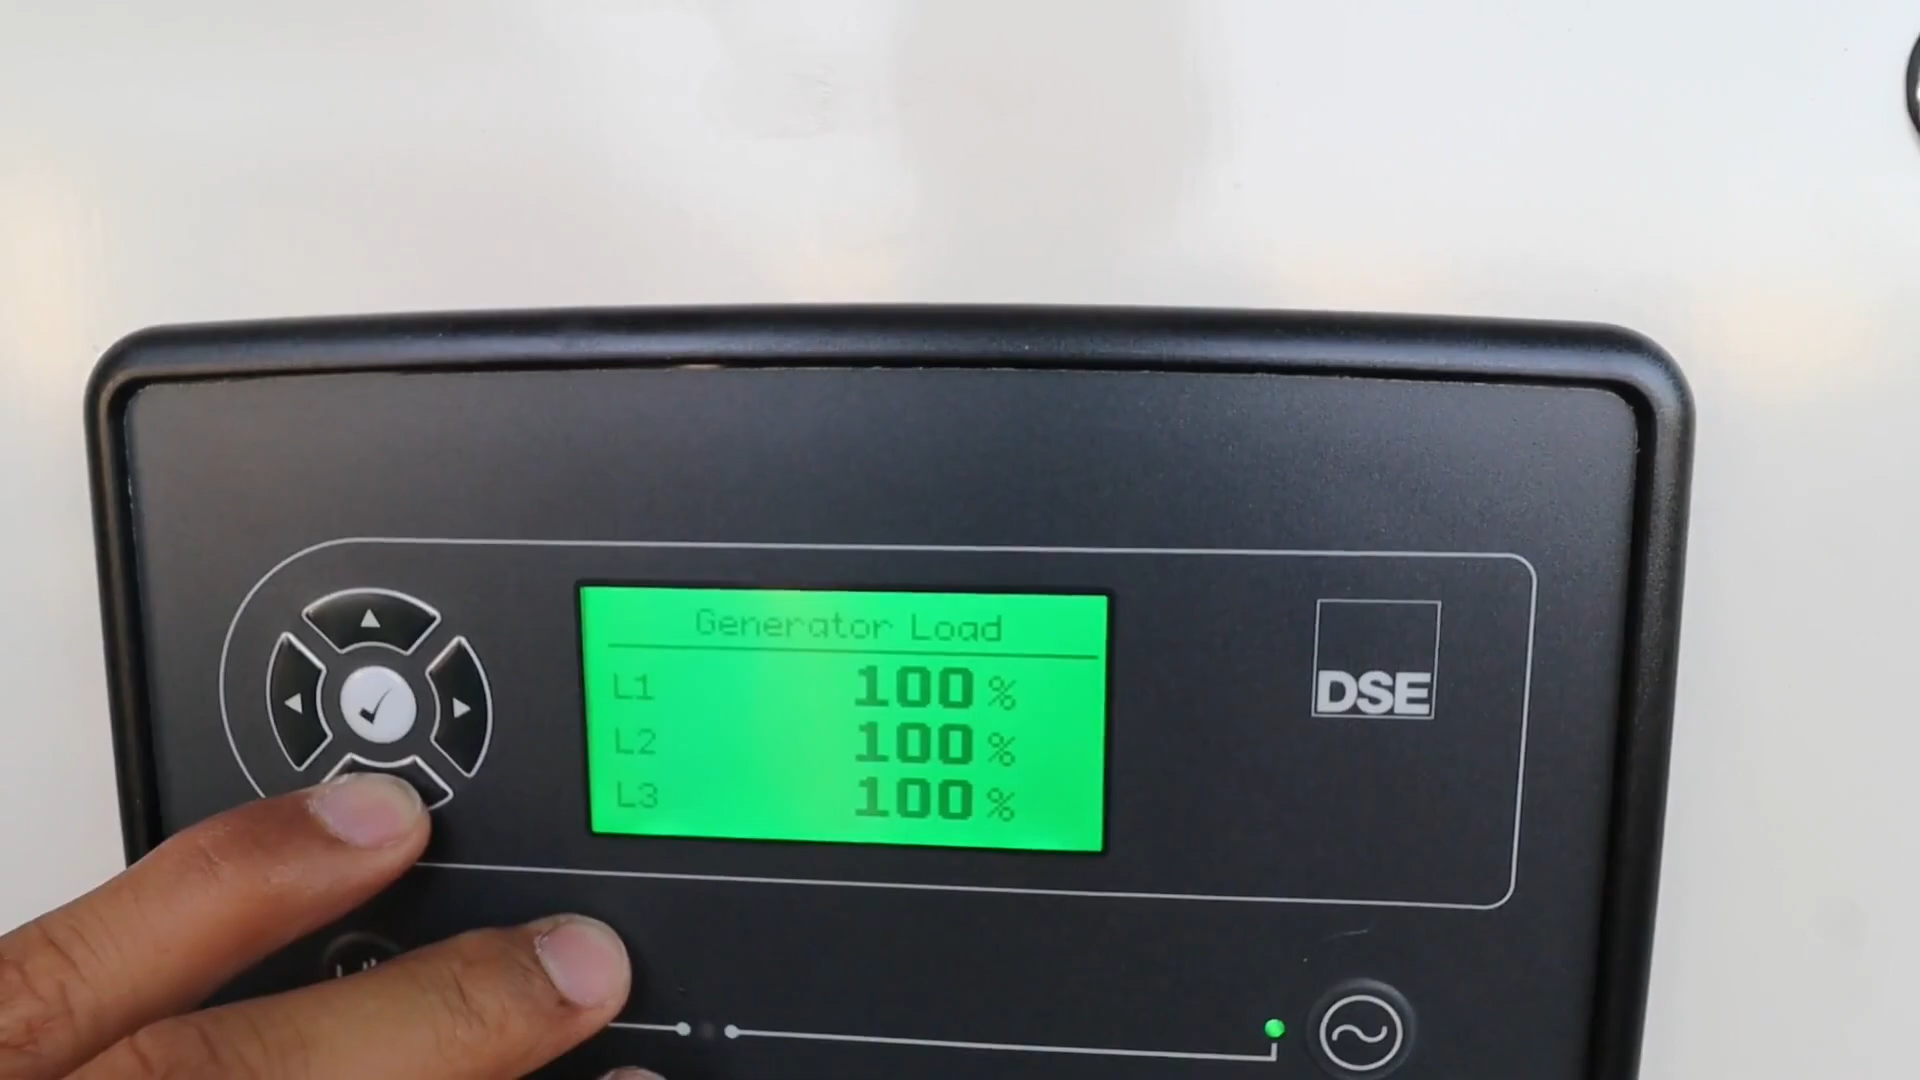 Generator Load
L1 100 %
L2 100 %
L3 100 %
DSE